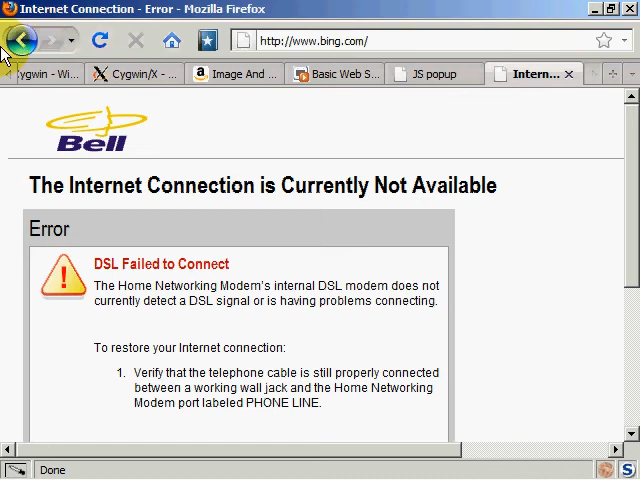 Internet Connection - Error - Mozilla Firefox
http://www.bing.com/
Cygwin - Wi... Cygwin/X - ... Image And ... Basic Web S... JS popup Intern...
Bell
The Internet Connection is Currently Not Available
Error
DSL Failed to Connect
The Home Networking Modem's internal DSL modem does not
currently detect a DSL signal or is having problems connecting.
To restore your Internet connection:
1. Verify that the telephone cable is still properly connected
between a working wall jack and the Home Networking
Modem port labeled PHONE LINE.
Done